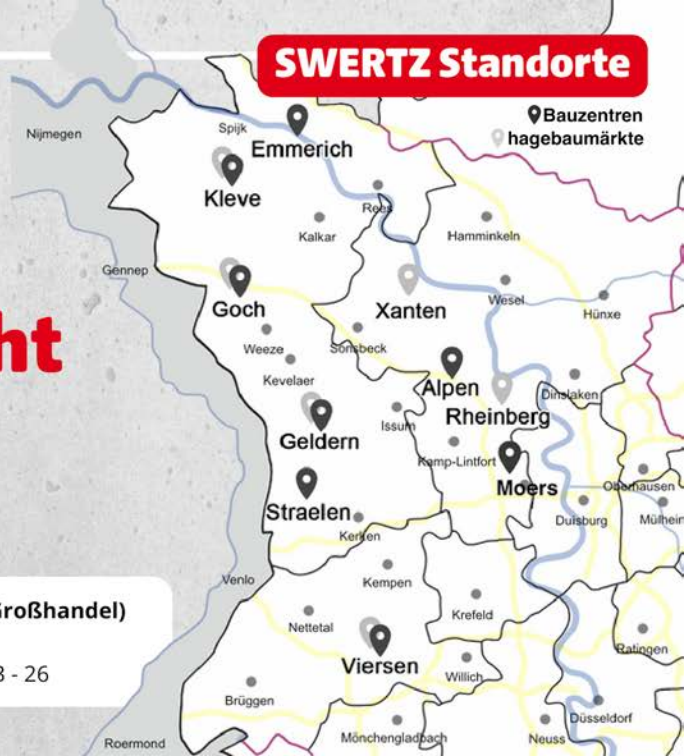 SWERTZ Standorte
Bauzentren
hagebaumärkte
Nijmegen
Spijk
Emmerich
Kleve
Rees
Kalkar
Hamminkeln
Gennep
Goch
Xanten
Wesel
Hünxe
Weeze
Sonsbeck
ht
Kevelaer
Alpen
Dinslaken
Rheinberg
Issum
Geldern
Kamp-Lintfort
Moers
Oberhausen
Straelen
Duisburg
Mülheim
Kerken
Venlo
Kempen
Großhandel)
Krefeld
Nettetal
Ratingen
Viersen
3 - 26
Willich
Brüggen
Düsseldorf
Roermond
Mönchengladbach
Neuss